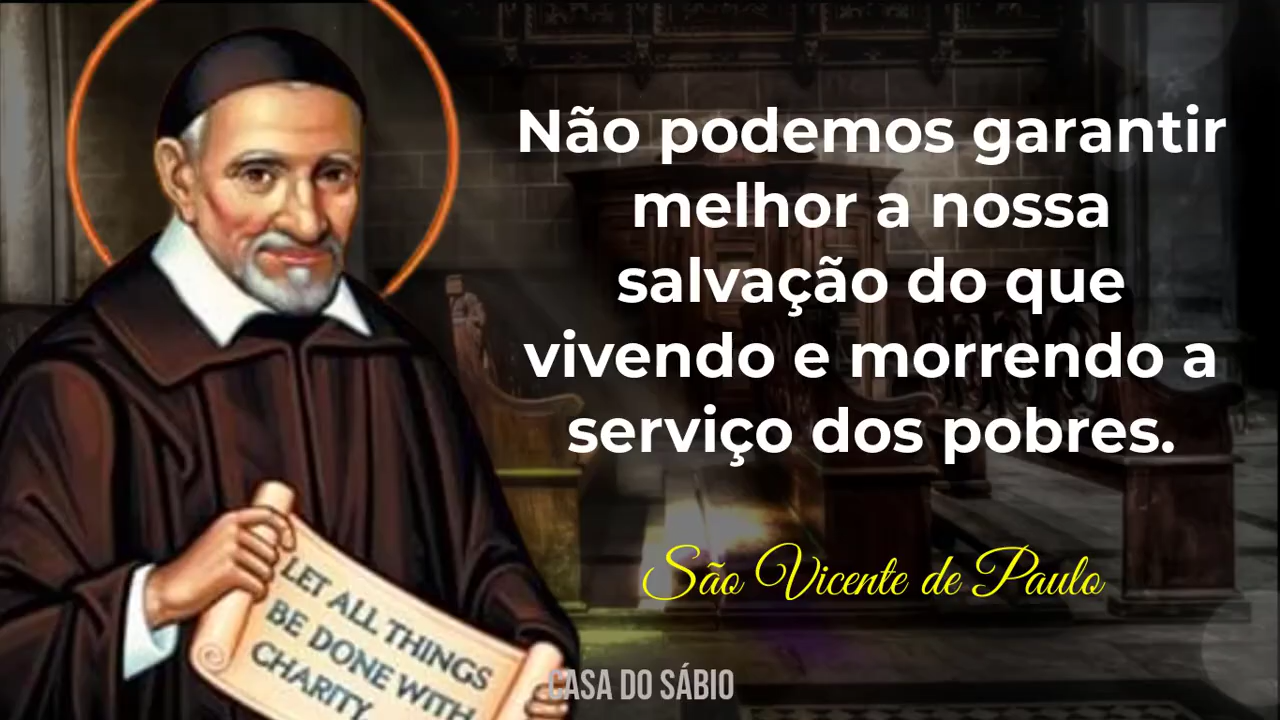 Não podemos garantir
melhor a nossa
salvação do que
vivendo e morrendo a
serviço dos pobres.
São Vicente de Paulo
LET ALL THINGS
BE DONE WITH
CHARITY.
CASA DO SÁBIO